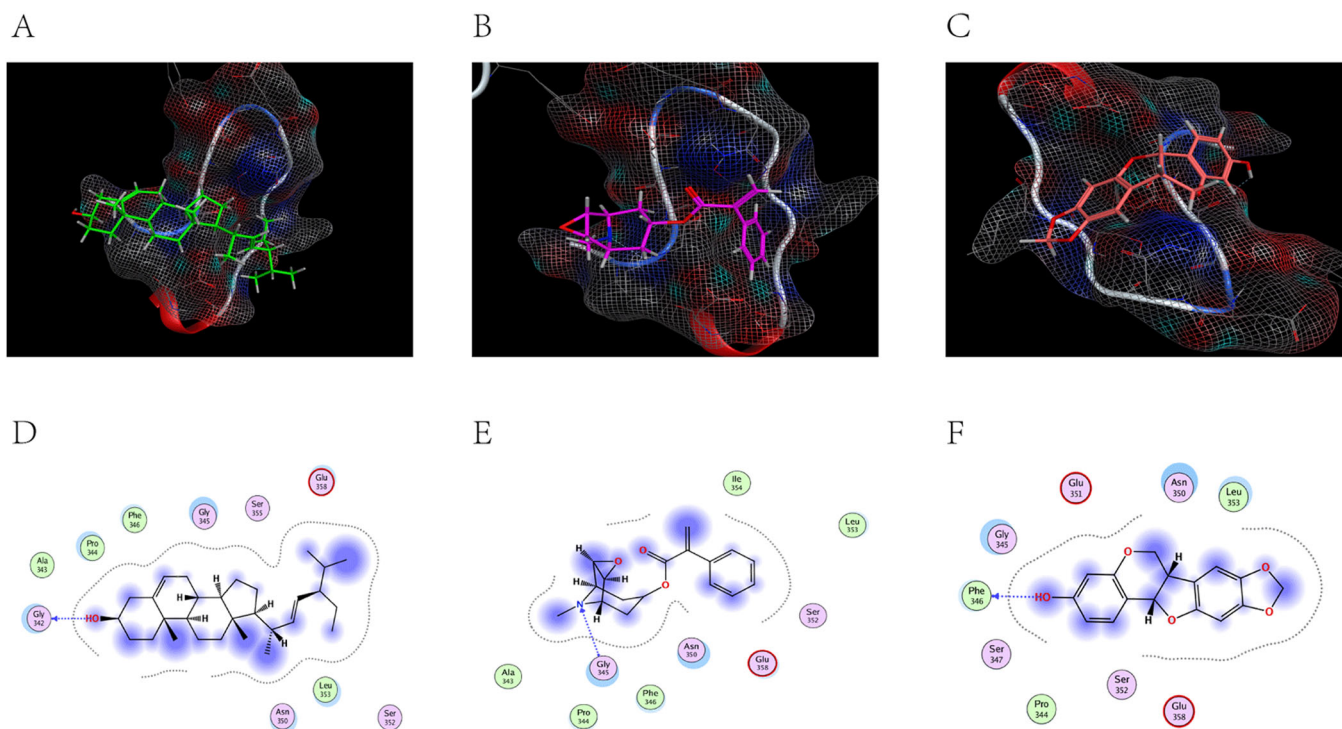 A
B
C
D
E
F
Glu
358
Ser
355
Gly
345
Phe
346
Pro
344
Ala
343
Gly
342
HO
H
H
H
H
H
Leu
353
Asn
350
Ser
352
Ile
354
Leu
353
H
O
H
H
H
N
O
O
Ser
352
Asn
350
Glu
358
Gly
345
Phe
346
Ala
343
Pro
344
Glu
351
Asn
350
Leu
353
Gly
345
Phe
346
HO
O
H
H
O
O
O
Ser
347
Ser
352
Pro
344
Glu
358